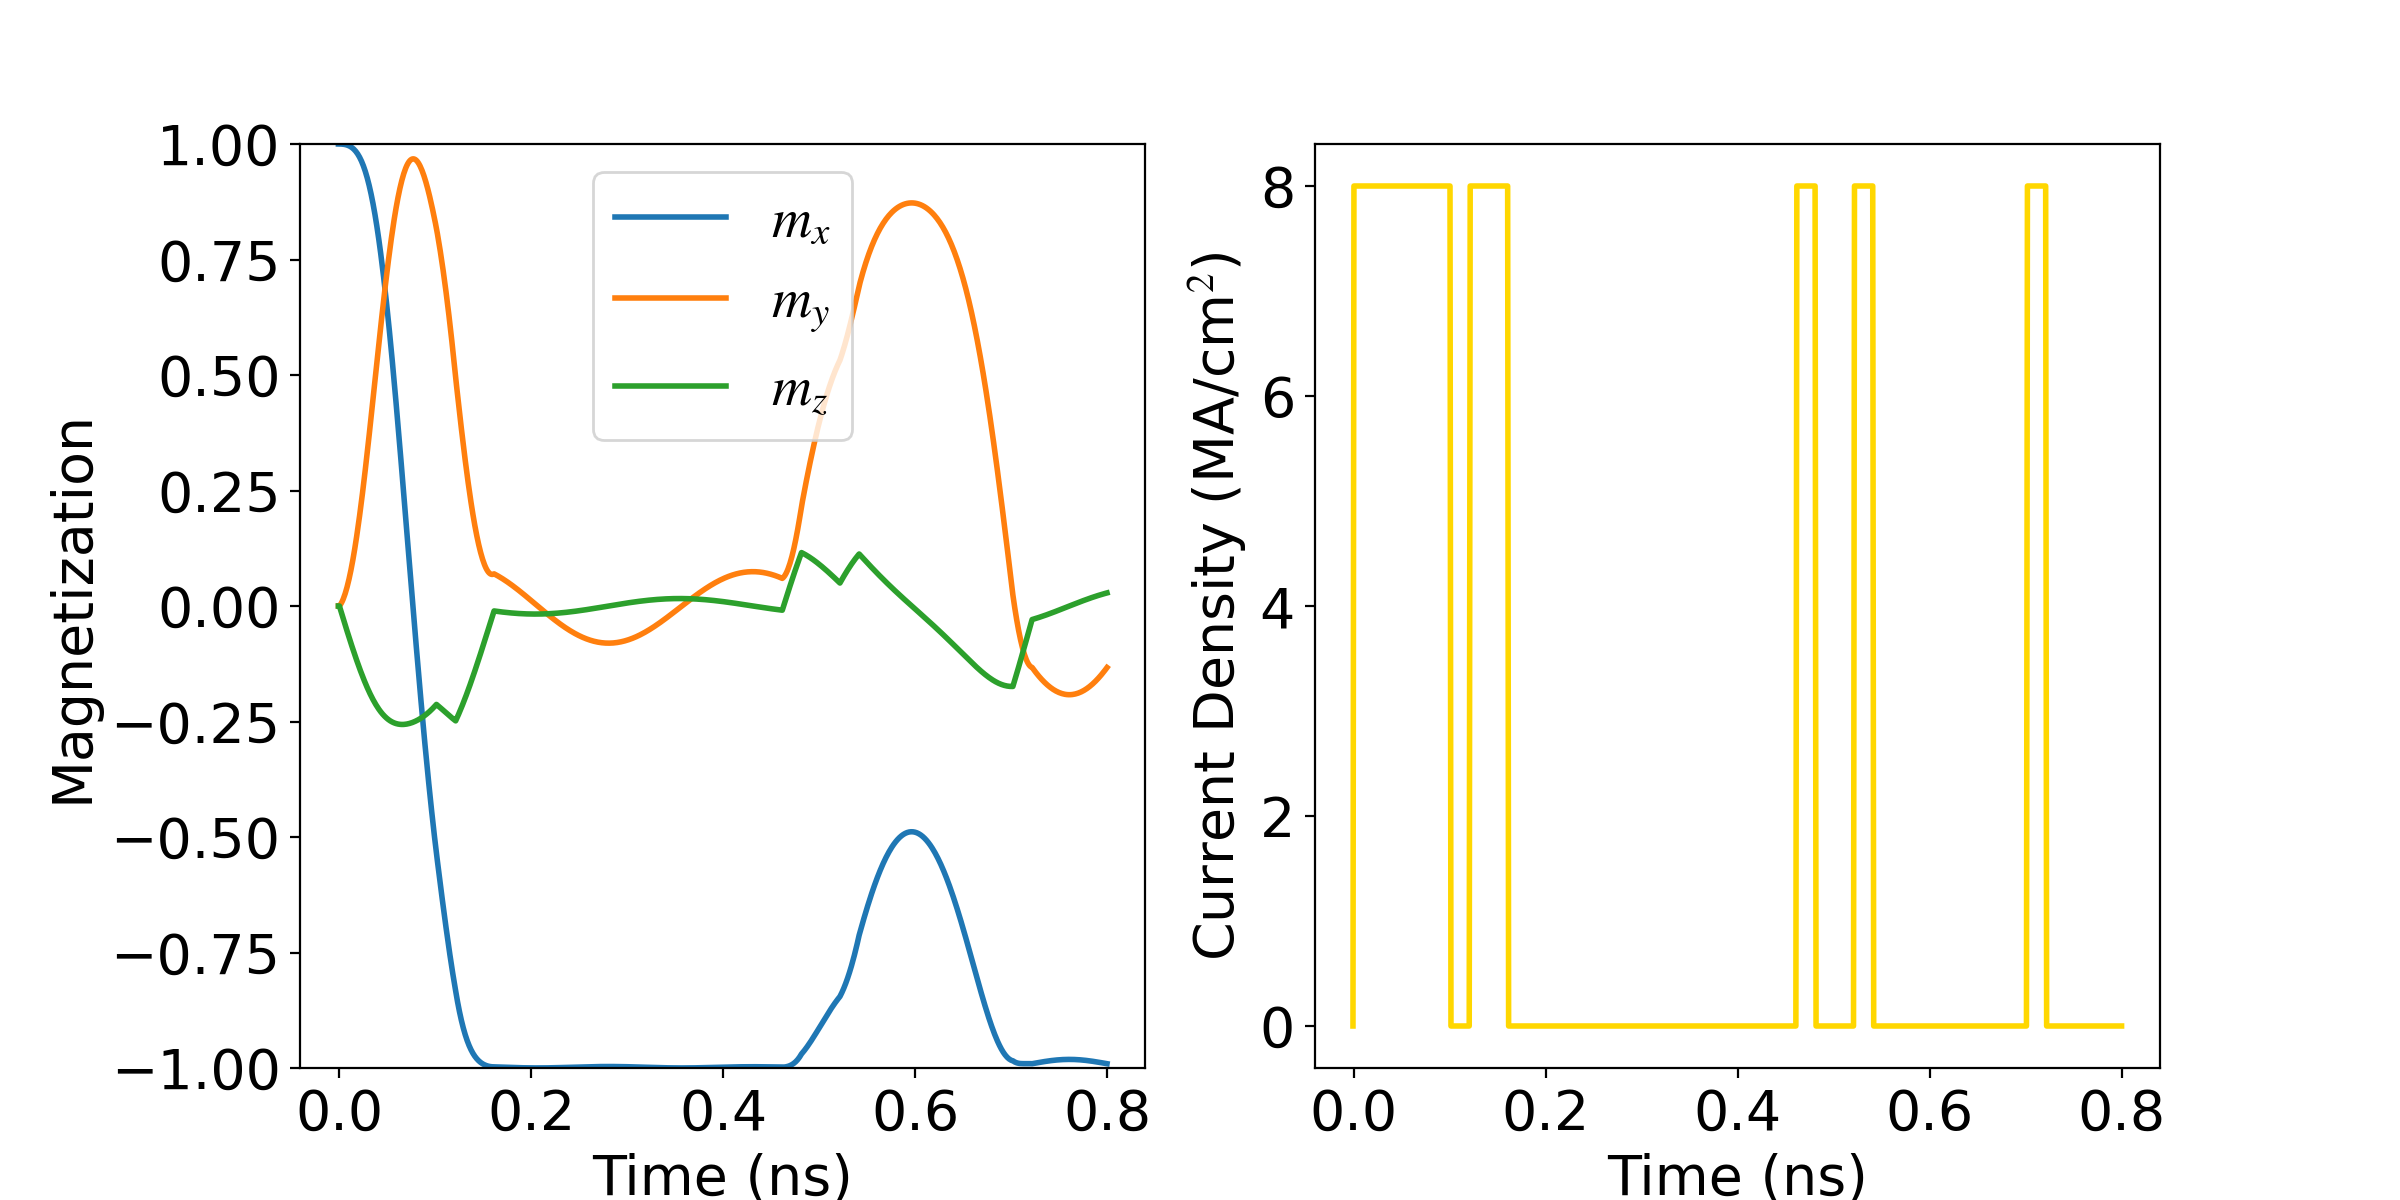 Magnetization
1.00
0.75
0.50
0.25
0.00
−0.25
−0.50
−0.75
−1.00
0.0 0.2 0.4 0.6 0.8
Time (ns)
mₓ
m_y
m_z
Current Density (MA/cm²)
8
6
4
2
0
0.0 0.2 0.4 0.6 0.8
Time (ns)